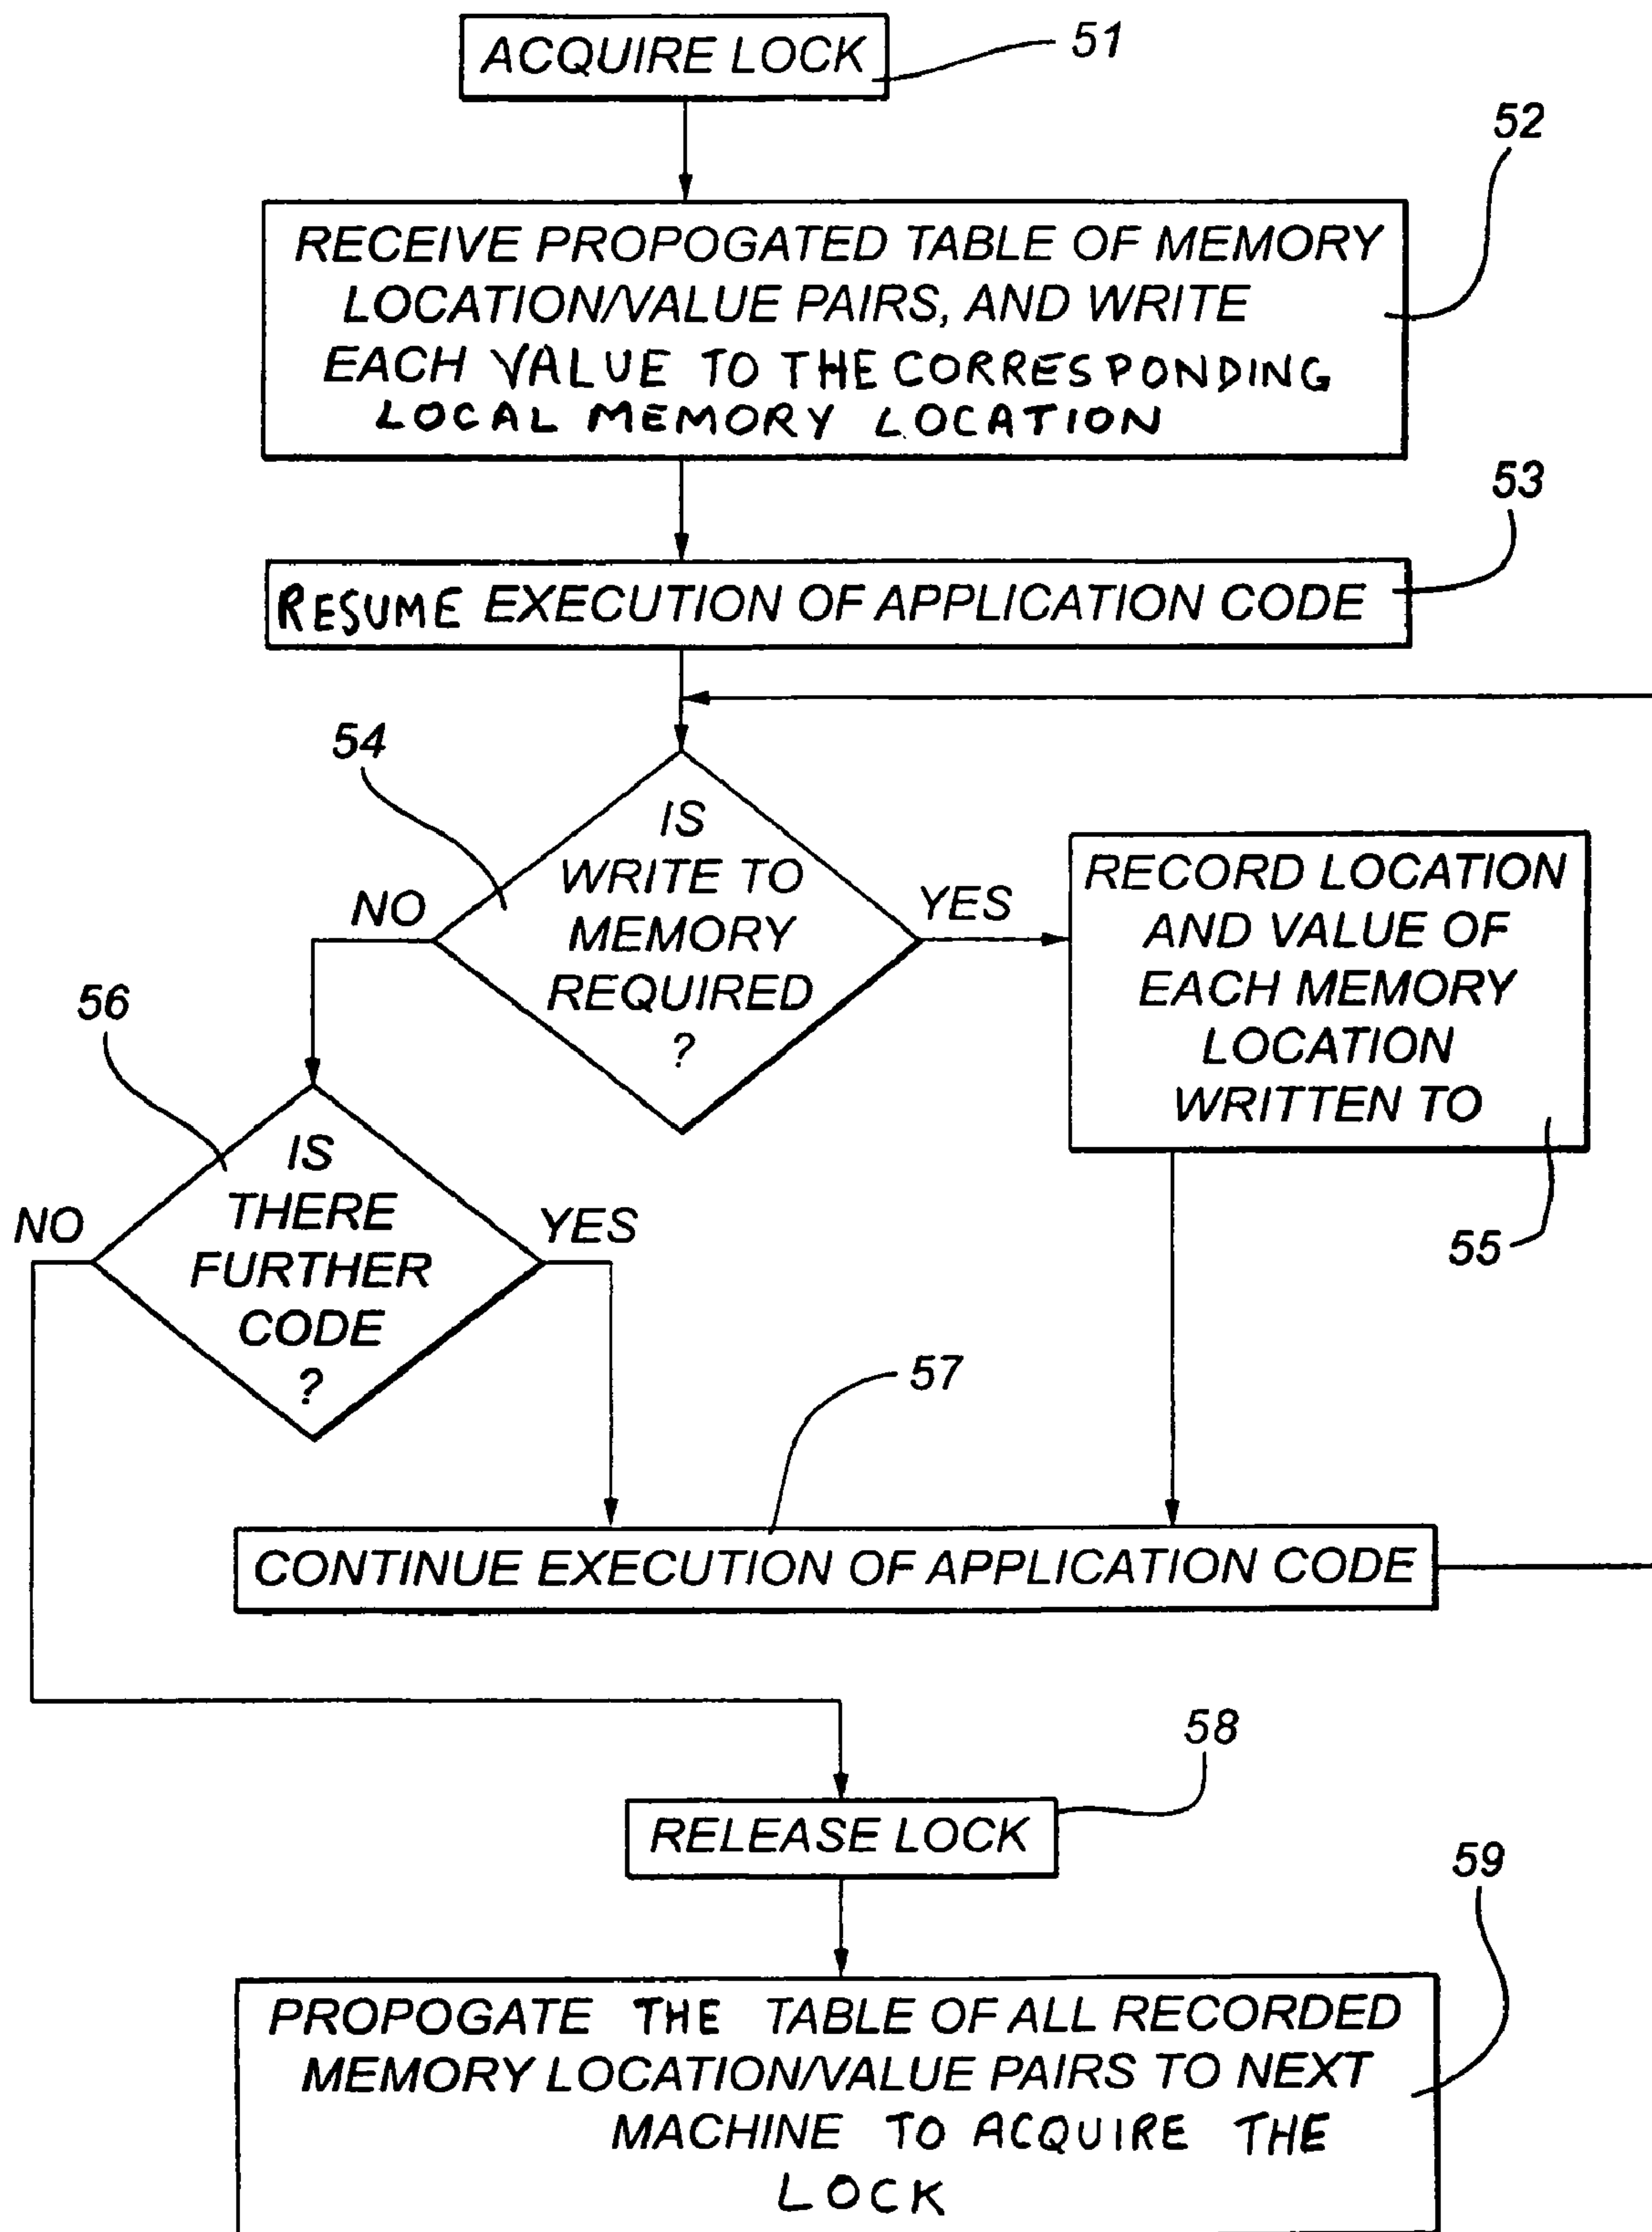 ACQUIRE LOCK
51
52
RECEIVE PROPOGATED TABLE OF MEMORY
LOCATION/VALUE PAIRS, AND WRITE
EACH VALUE TO THE CORRESPONDING
LOCAL MEMORY LOCATION
53
RESUME EXECUTION OF APPLICATION CODE
54
IS
WRITE TO
MEMORY
REQUIRED
?
NO
YES
RECORD LOCATION
AND VALUE OF
EACH MEMORY
LOCATION
WRITTEN TO
55
56
IS
THERE
FURTHER
CODE
?
NO
YES
57
CONTINUE EXECUTION OF APPLICATION CODE
58
RELEASE LOCK
59
PROPOGATE THE TABLE OF ALL RECORDED
MEMORY LOCATION/VALUE PAIRS TO NEXT
MACHINE TO ACQUIRE THE
LOCK